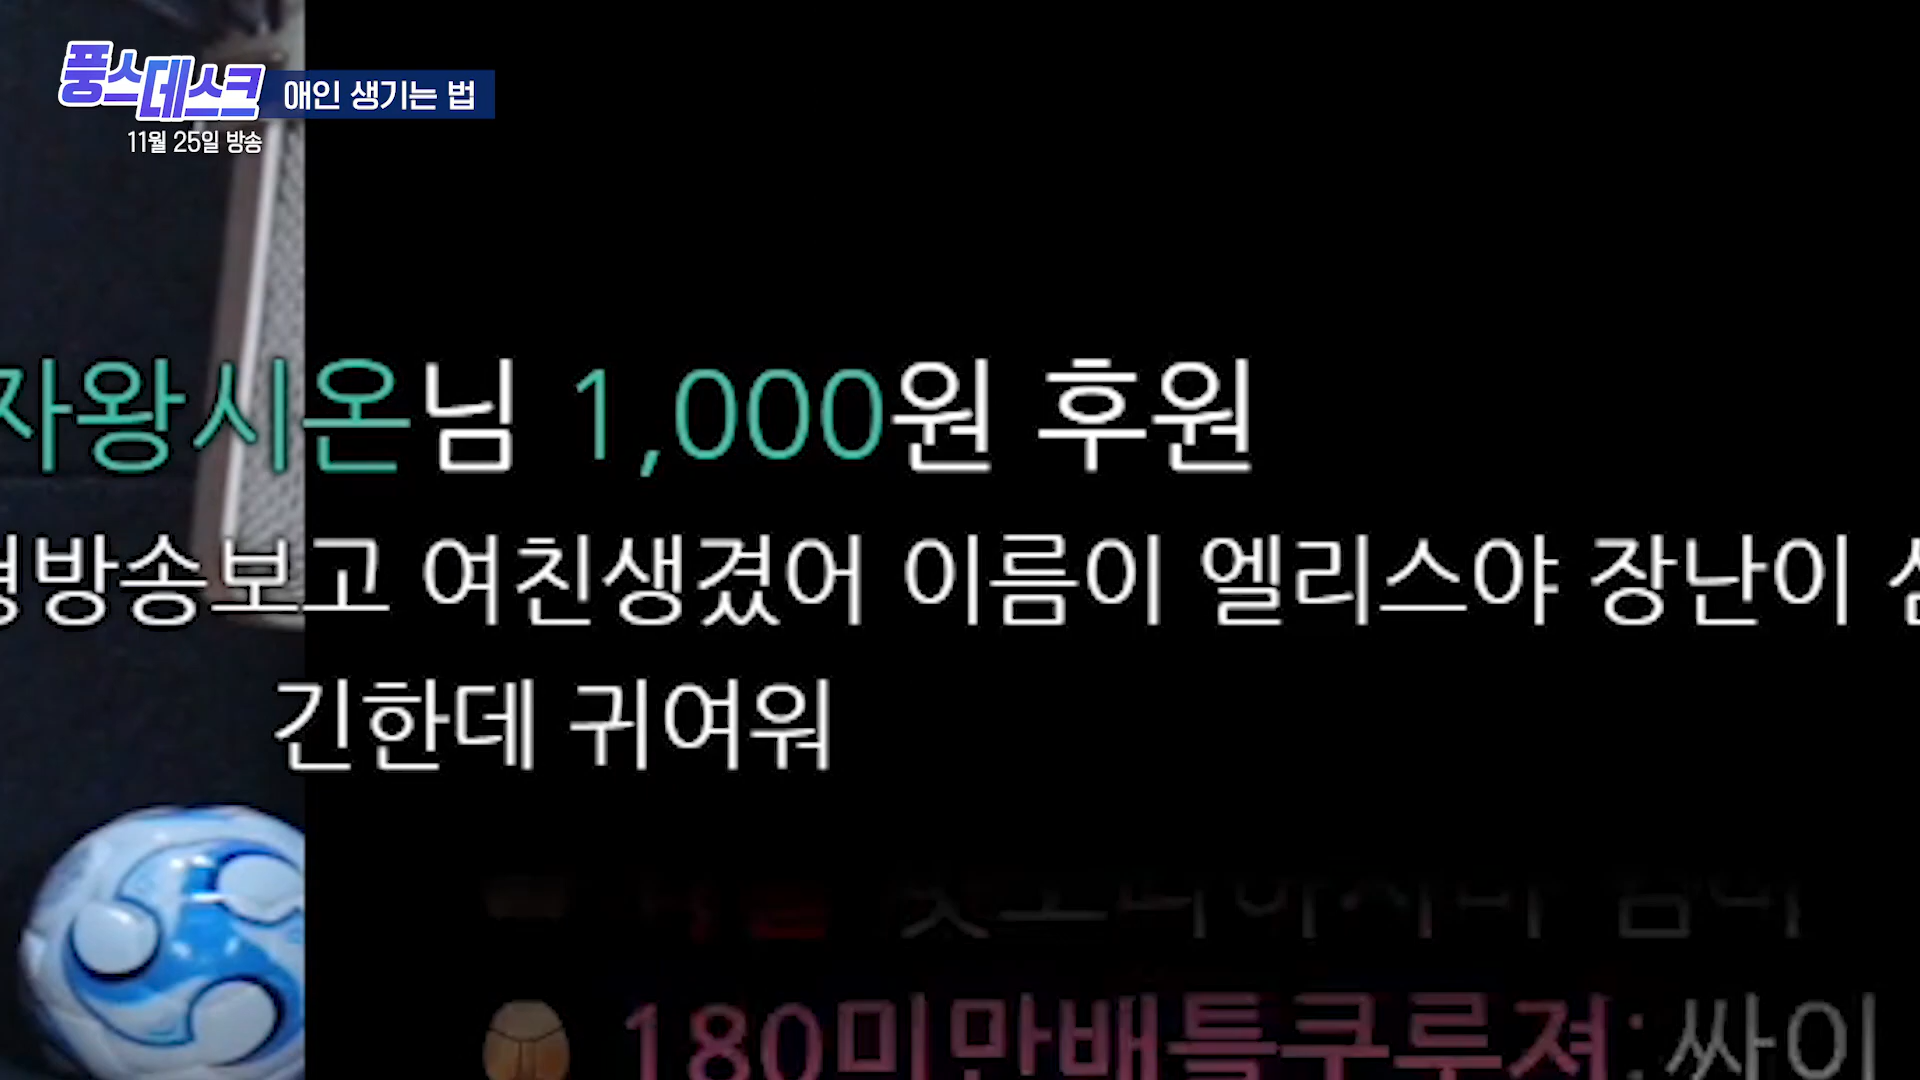 풍스데스크 애인 생기는 법
11월 25일 방송
자왕시온님 1,000원 후원
방송보고 여친생겼어 이름이 엘리스야 장난이
긴한데 귀여워
180미만배틀쿠루져: 싸이